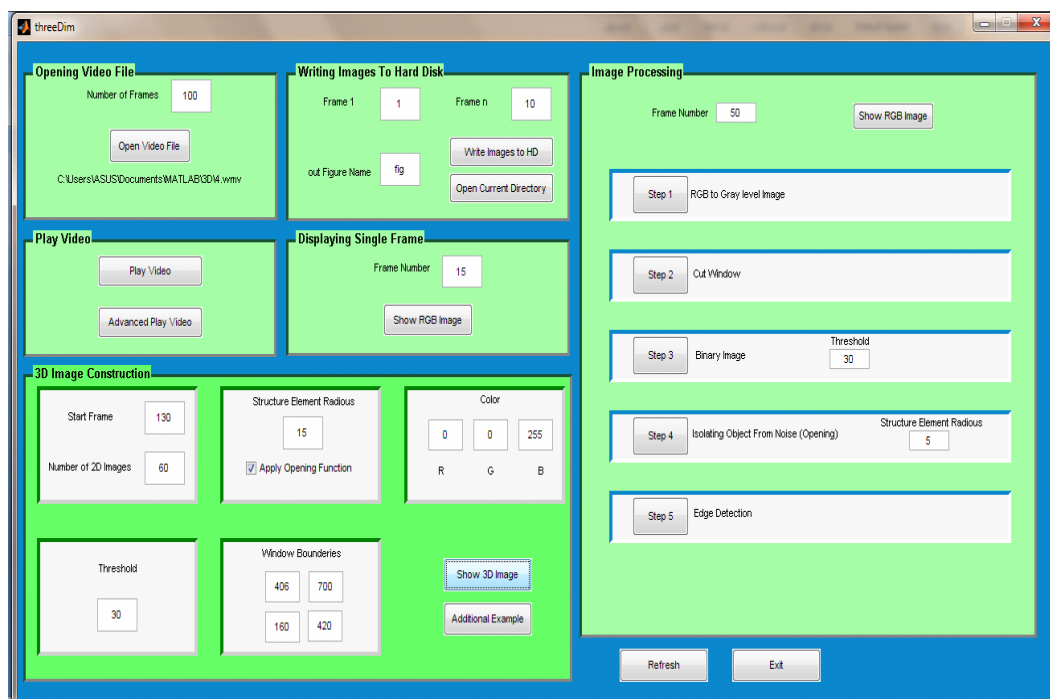 threeDim
Opening Video File
Number of Frames 100
Open Video File
C:\Users\ASUS\Documents\MATLAB\3D\4.wmv
Writing Images To Hard Disk
Frame 1 1 Frame n 10
Write Images to HD
out Figure Name fig
Open Current Directory
Play Video
Play Video
Advanced Play Video
Displaying Single Frame
Frame Number 15
Show RGB Image
3D Image Construction
Start Frame 130
Number of 2D Images 60
Structure Element Radious
15
Apply Opening Function
Color
0 0 255
R G B
Threshold
30
Window Bounderies
406 700
160 420
Show 3D Image
Additional Example
Image Processing
Frame Number 50 Show RGB Image
Step 1 RGB to Gray level Image
Step 2 Cut Window
Step 3 Binary Image Threshold
30
Step 4 Isolating Object From Noise (Opening) Structure Element Radious
5
Step 5 Edge Detection
Refresh Exit